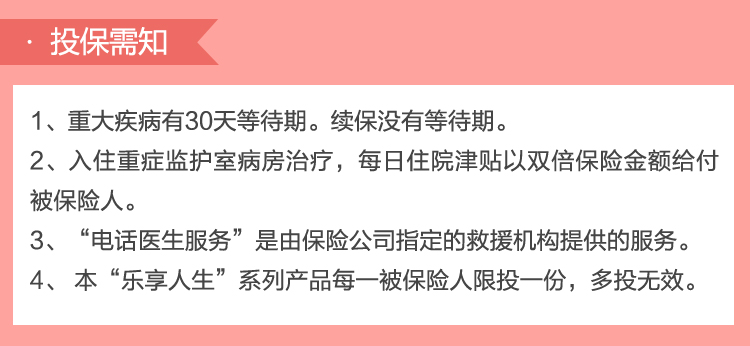 · 投保需知
1、重大疾病有30天等待期。续保没有等待期。
2、入住重症监护室病房治疗，每日住院津贴以双倍保险金额给付
被保险人。
3、“电话医生服务”是由保险公司指定的救援机构提供的服务。
4、本“乐享人生”系列产品每一被保险人限投一份，多投无效。